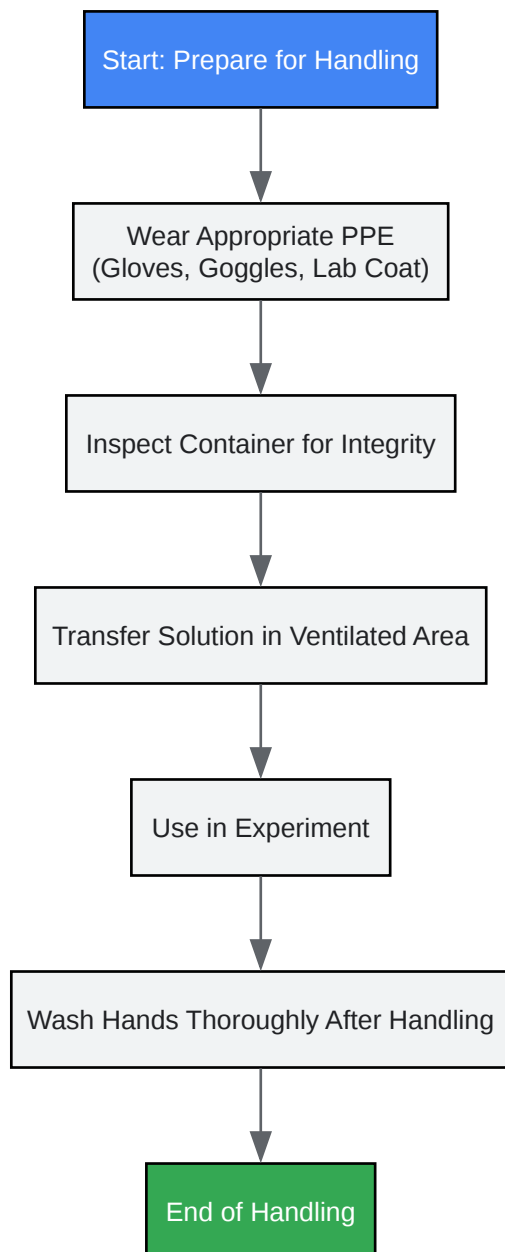 Start: Prepare for Handling
Wear Appropriate PPE
(Gloves, Goggles, Lab Coat)
Inspect Container for Integrity
Transfer Solution in Ventilated Area
Use in Experiment
Wash Hands Thoroughly After Handling
End of Handling